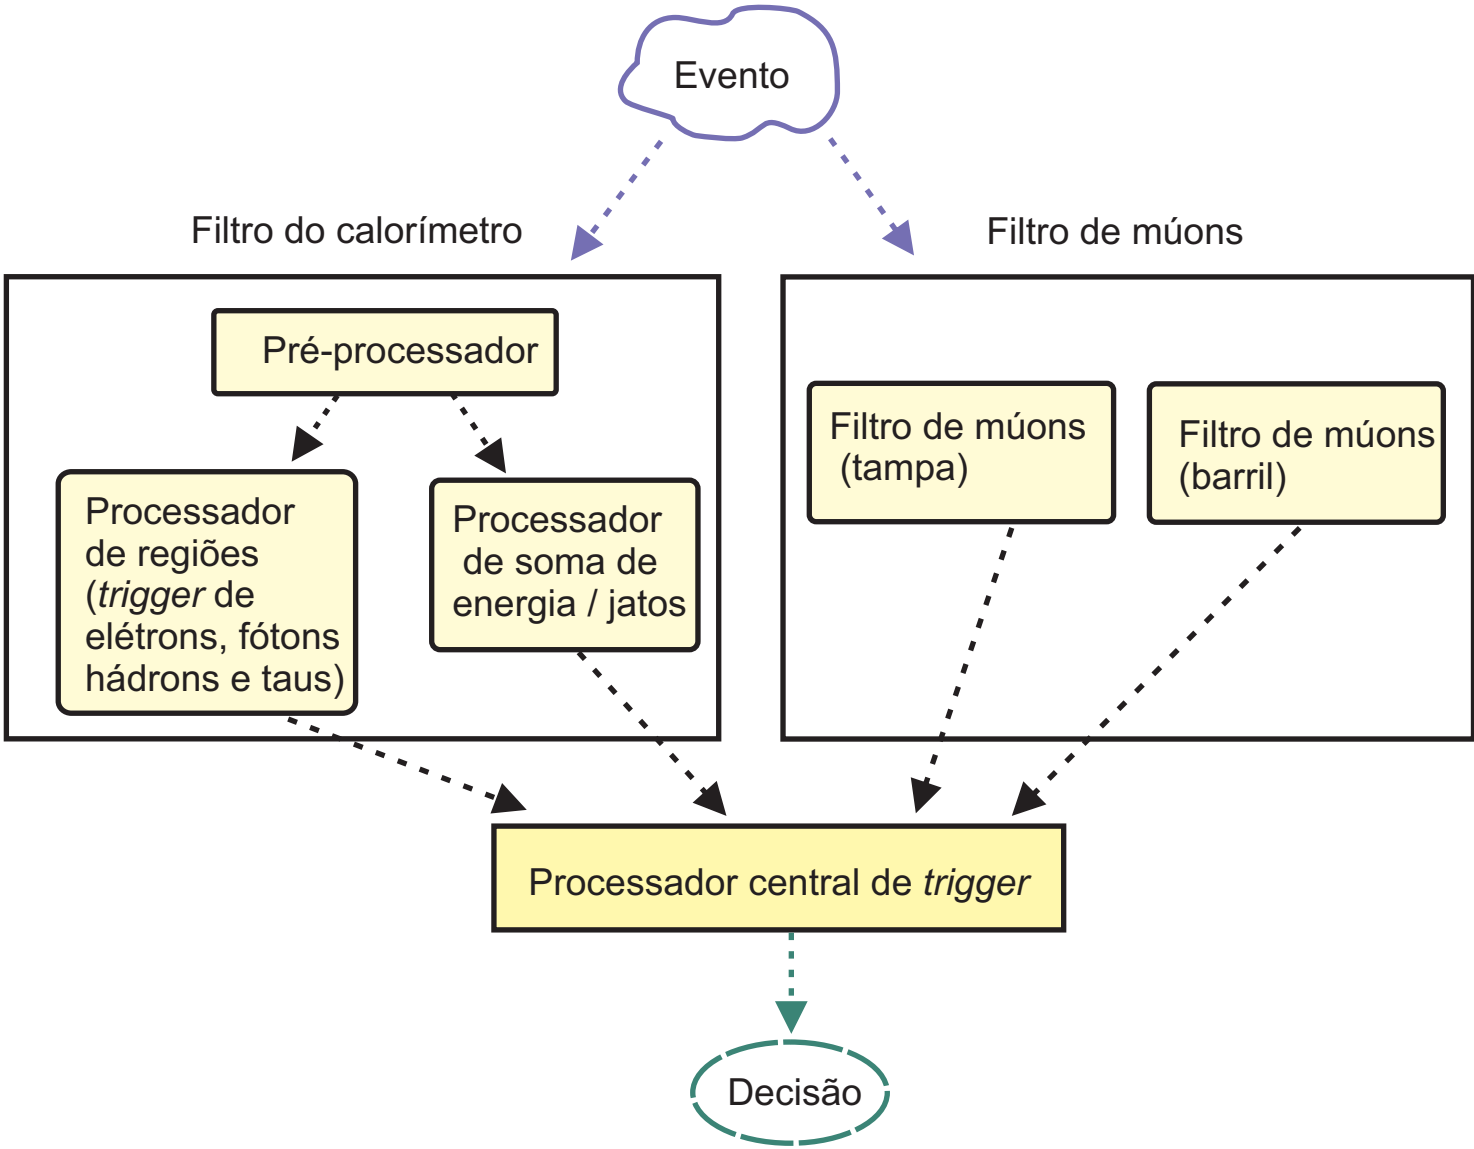 Evento
Filtro do calorímetro
Filtro de múons
Pré-processador
Processador
de regiões
(trigger de
elétrons, fótons
hádrons e taus)
Processador
de soma de
energia / jatos
Filtro de múons
(tampa)
Filtro de múons
(barril)
Processador central de trigger
Decisão